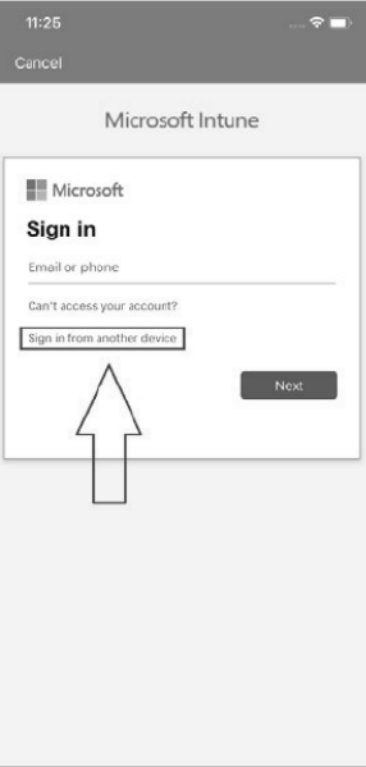 11:25
Cancel
Microsoft Intune
Microsoft
Sign in
Email or phone
Can't access your account?
Sign in from another device
Next